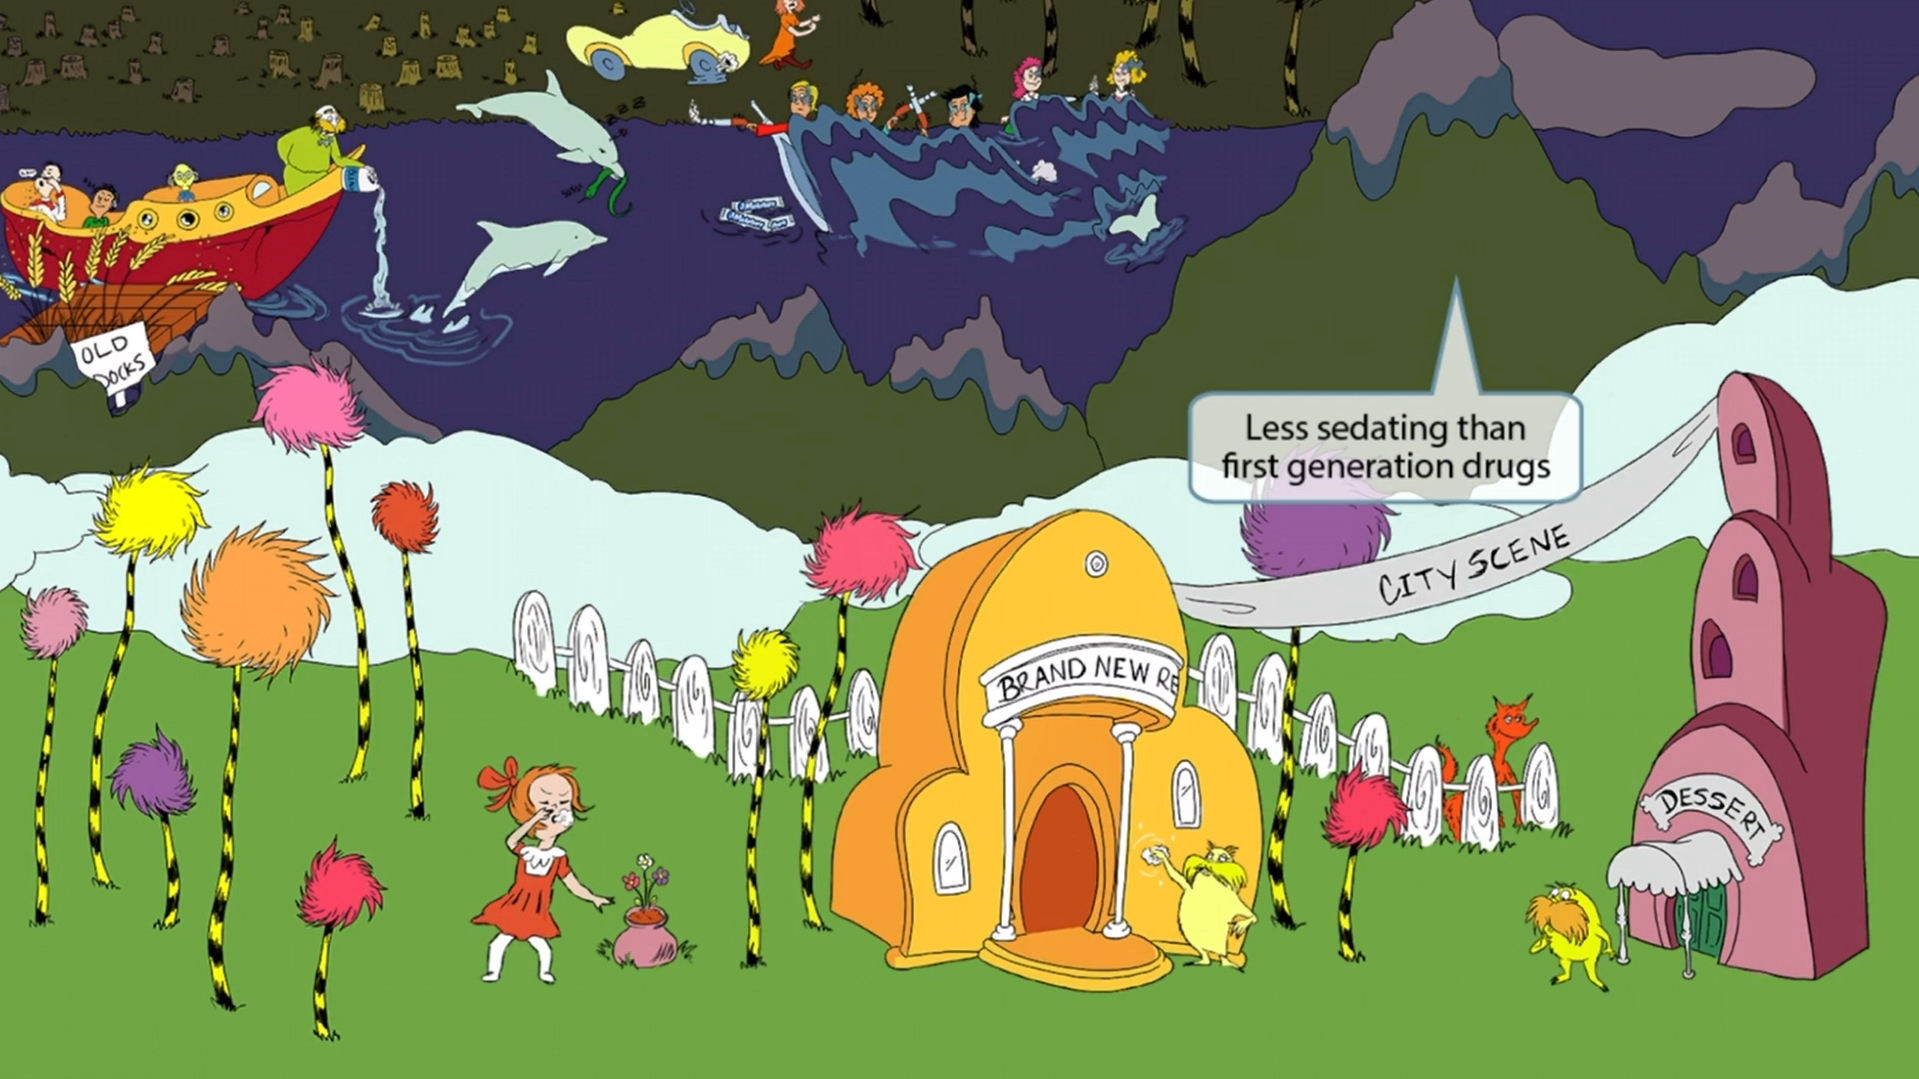 OLD
DOCKS
Less sedating than
first generation drugs
CITY SCENE
BRAND NEW RE
DESSERT